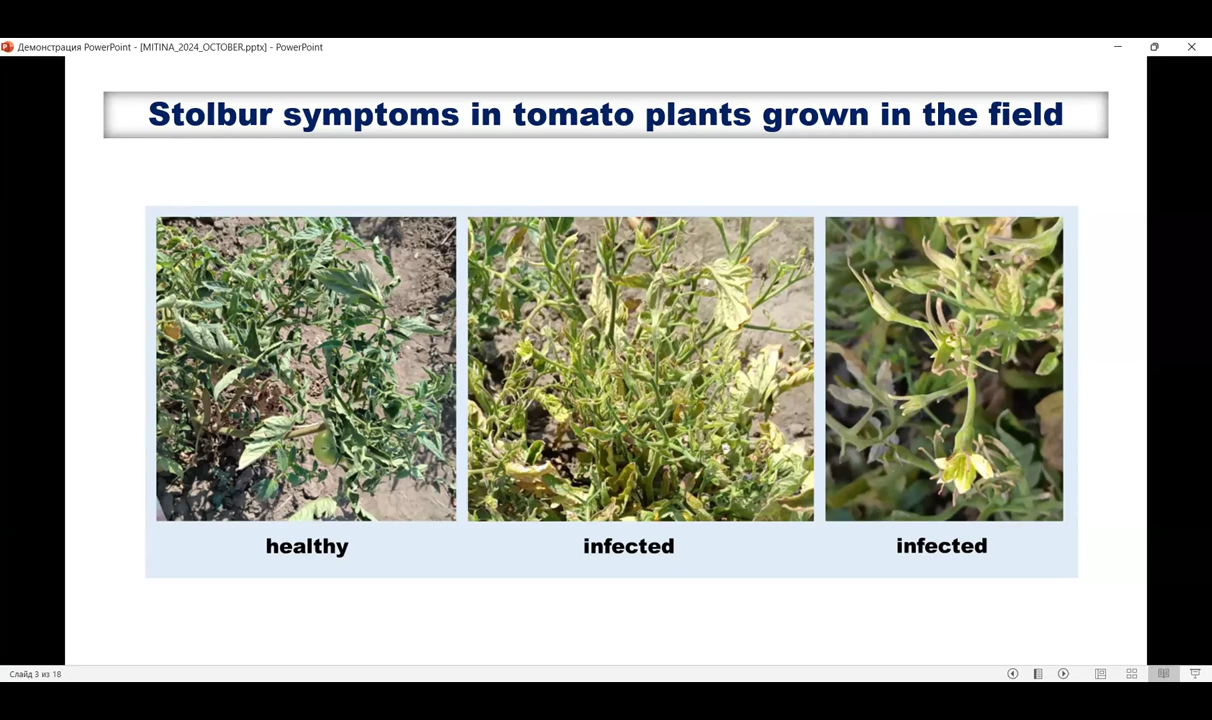 Демонстрация PowerPoint - [MITINA_2024_OCTOBER.pptx] - PowerPoint
Stolbur symptoms in tomato plants grown in the field
healthy
infected
infected
Слайд 3 из 18